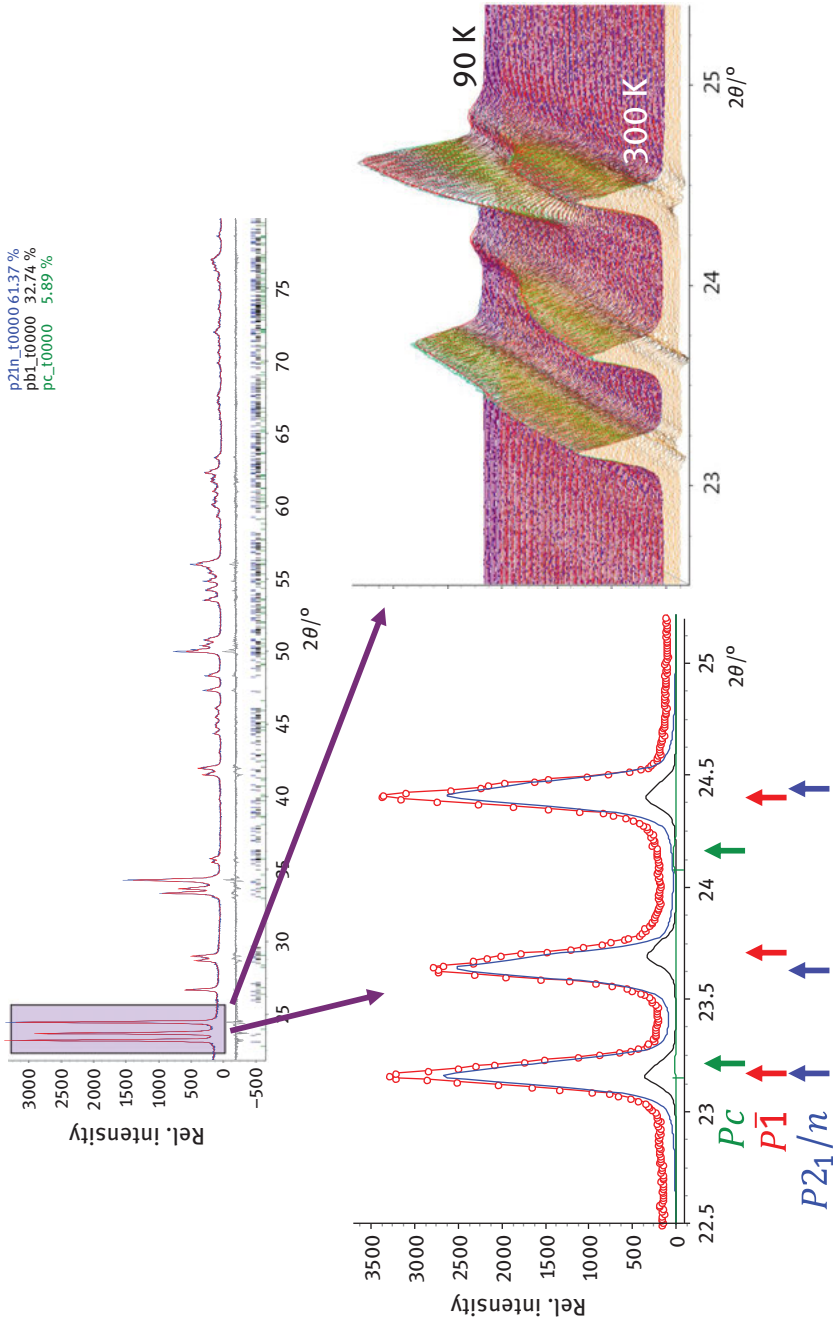 p21n_t0000 61.37 %
pb1_t0000 32.74 %
pc_t0000 5.89 %
3000
2500
2000
1500
1000
500
0
−500
Rel. intensity
25
30
35
40
45
50
55
60
65
70
75
2θ/°
3500
3000
2500
2000
1500
1000
500
0
Rel. intensity
22.5
23
23.5
24
24.5
25
2θ/°
Pc
P1̅
P2₁/n
90 K
300 K
23
24
25
2θ/°